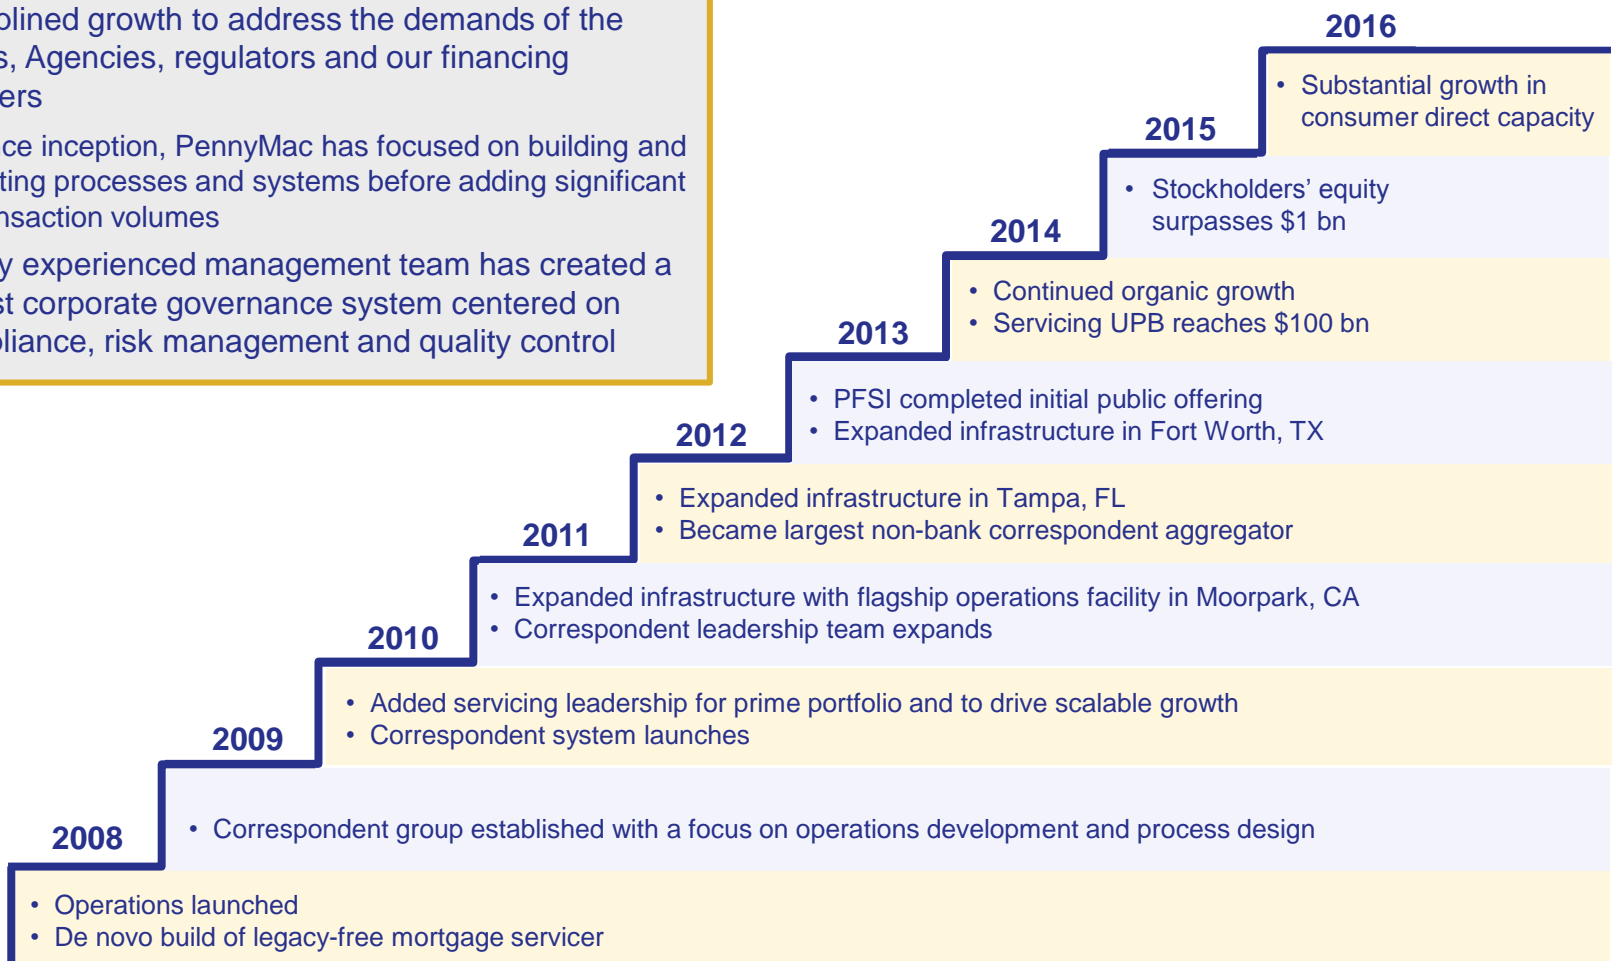 olined growth to address the demands of the
s, Agencies, regulators and our financing
ers
nce inception, PennyMac has focused on building and
ting processes and systems before adding significant
nsaction volumes
y experienced management team has created a
st corporate governance system centered on
pliance, risk management and quality control
2016
• Substantial growth in
consumer direct capacity
2015
• Stockholders' equity
surpasses $1 bn
2014
• Continued organic growth
• Servicing UPB reaches $100 bn
2013
• PFSI completed initial public offering
• Expanded infrastructure in Fort Worth, TX
2012
• Expanded infrastructure in Tampa, FL
• Became largest non-bank correspondent aggregator
2011
• Expanded infrastructure with flagship operations facility in Moorpark, CA
• Correspondent leadership team expands
2010
• Added servicing leadership for prime portfolio and to drive scalable growth
• Correspondent system launches
2009
• Correspondent group established with a focus on operations development and process design
2008
• Operations launched
• De novo build of legacy-free mortgage servicer